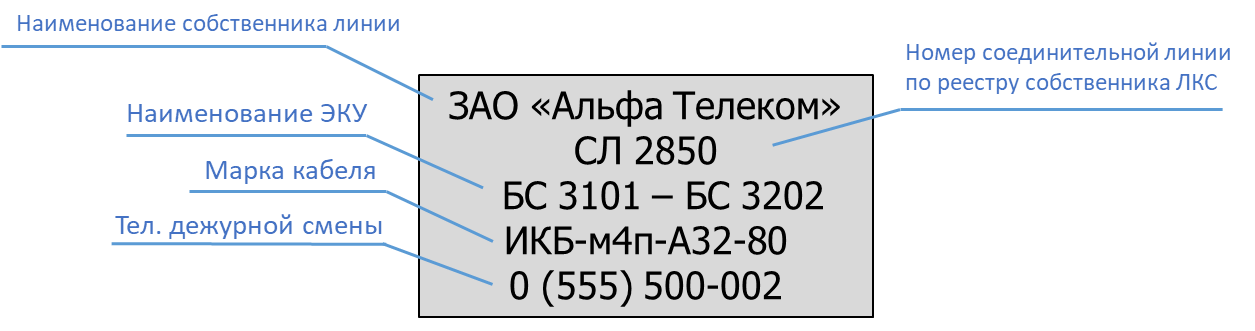 Наименование собственника линии
Номер соединительной линии
по реестру собственника ЛКС
Наименование ЭКУ
Марка кабеля
Тел. дежурной смены
ЗАО «Альфа Телеком»
СЛ 2850
БС 3101 – БС 3202
ИКБ-м4п-А32-80
0 (555) 500-002